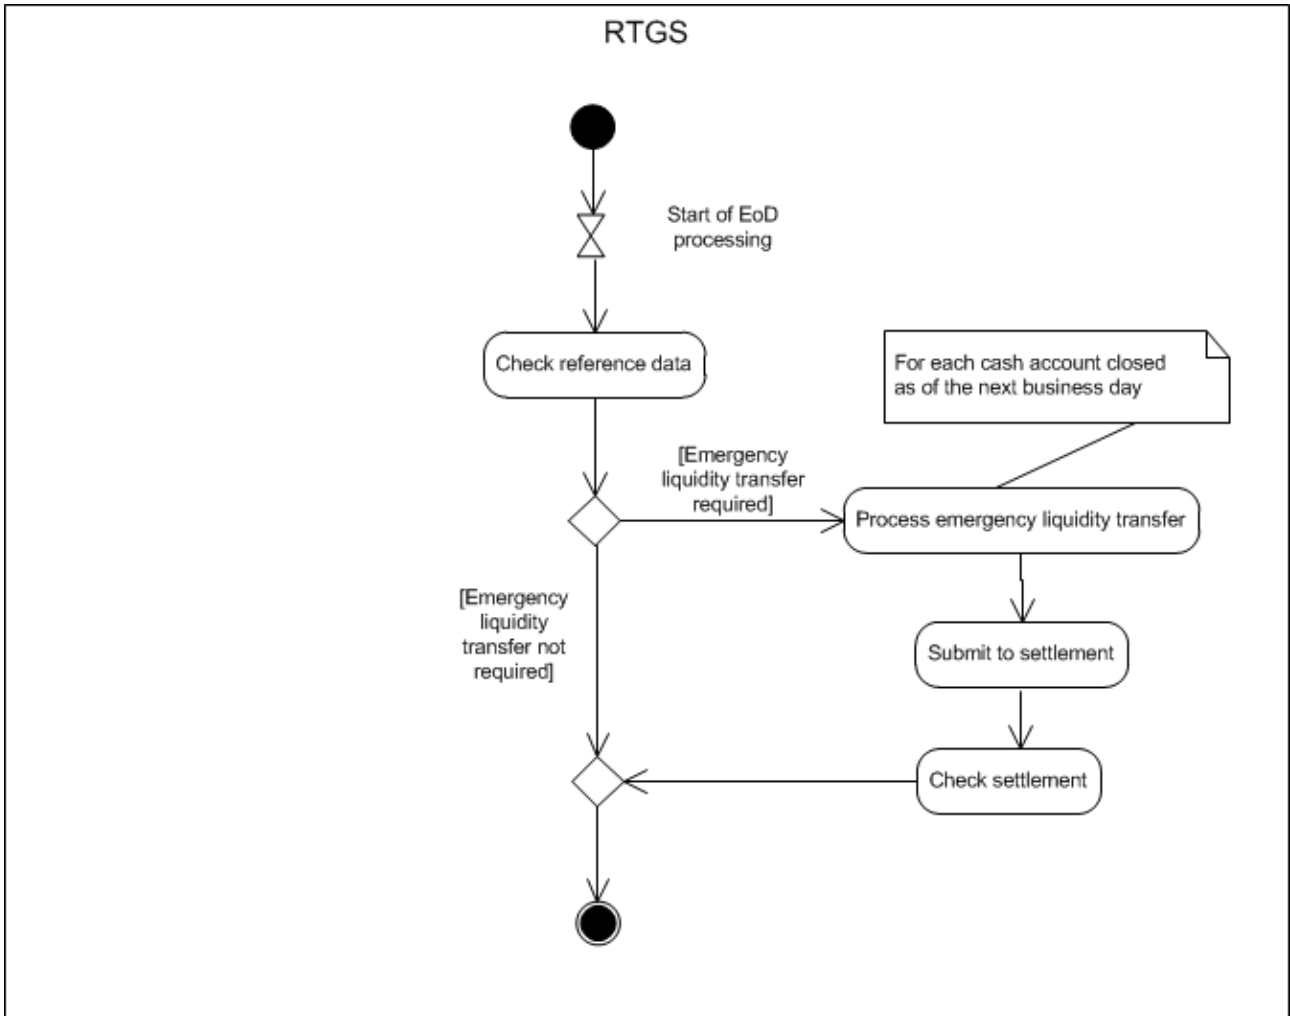 RTGS
Start of EoD
processing
Check reference data
For each cash account closed
as of the next business day
[Emergency
liquidity transfer
required]
Process emergency liquidity transfer
[Emergency
liquidity
transfer not
required]
Submit to settlement
Check settlement